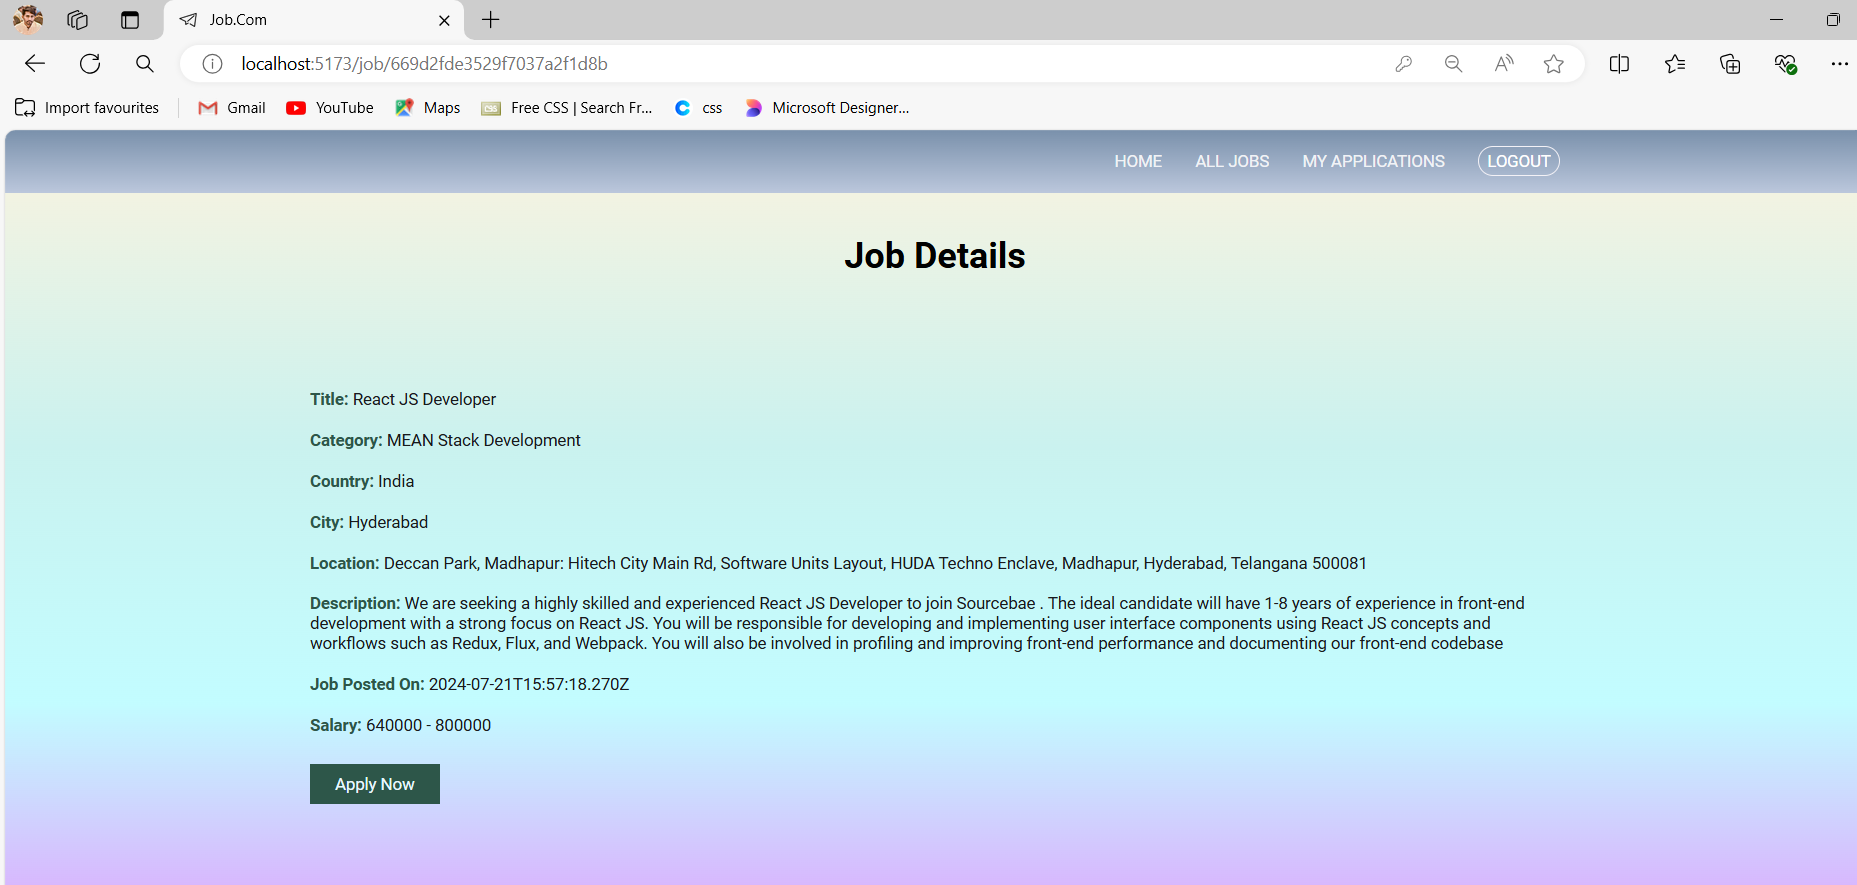 Job.Com
localhost:5173/job/669d2fde3529f7037a2f1d8b
Import favourites Gmail YouTube Maps CSS Free CSS | Search Fr... css Microsoft Designer...
HOME ALL JOBS MY APPLICATIONS LOGOUT
Job Details
Title: React JS Developer
Category: MEAN Stack Development
Country: India
City: Hyderabad
Location: Deccan Park, Madhapur: Hitech City Main Rd, Software Units Layout, HUDA Techno Enclave, Madhapur, Hyderabad, Telangana 500081
Description: We are seeking a highly skilled and experienced React JS Developer to join Sourcebae . The ideal candidate will have 1-8 years of experience in front-end
development with a strong focus on React JS. You will be responsible for developing and implementing user interface components using React JS concepts and
workflows such as Redux, Flux, and Webpack. You will also be involved in profiling and improving front-end performance and documenting our front-end codebase
Job Posted On: 2024-07-21T15:57:18.270Z
Salary: 640000 - 800000
Apply Now